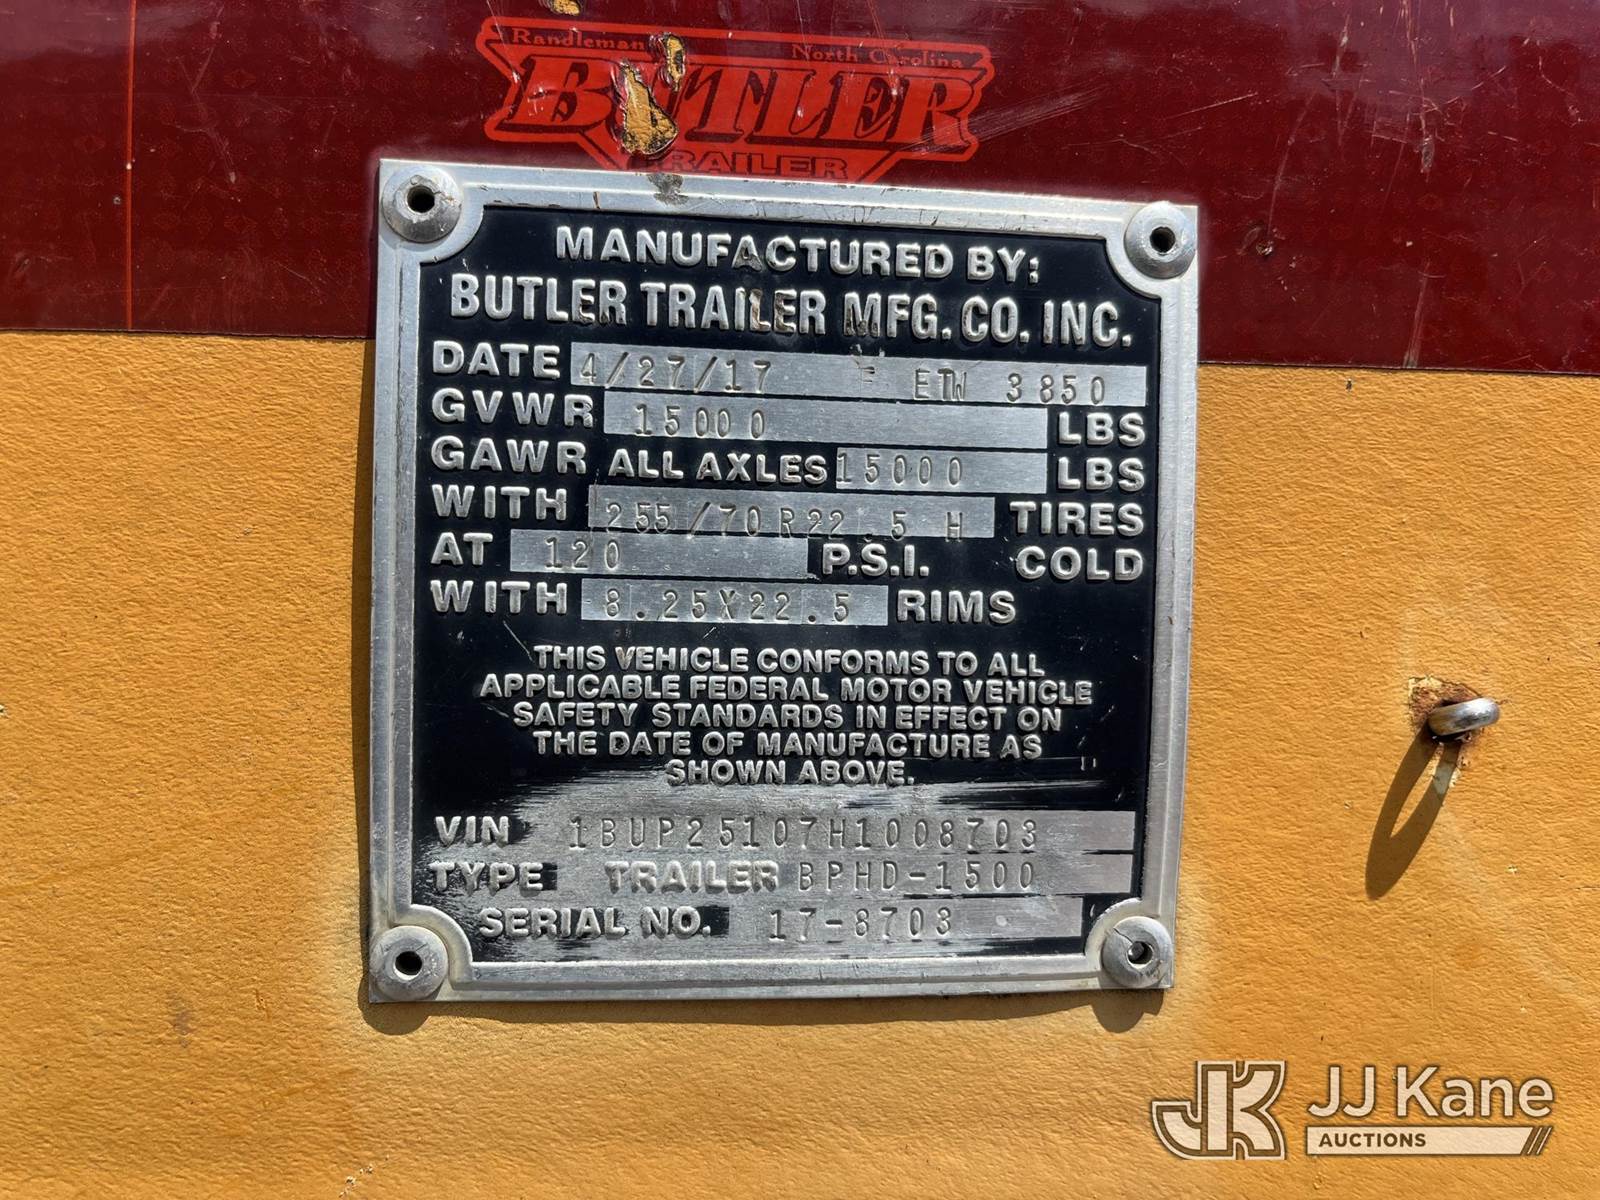 Randleman North Carolina
BUTLER
TRAILER
MANUFACTURED BY:
BUTLER TRAILER MFG. CO. INC.
DATE 4/27/17 ETW 3850
GVWR 15000 LBS
GAWR ALL AXLES 15000 LBS
WITH 255/70R22.5 H TIRES
AT 120 P.S.I. COLD
WITH 8.25X22.5 RIMS
THIS VEHICLE CONFORMS TO ALL
APPLICABLE FEDERAL MOTOR VEHICLE
SAFETY STANDARDS IN EFFECT ON
THE DATE OF MANUFACTURE AS
SHOWN ABOVE.
VIN 1BUP25107H1008703
TYPE TRAILER BPHD-1500
SERIAL NO. 17-8703
JK JJ Kane
AUCTIONS